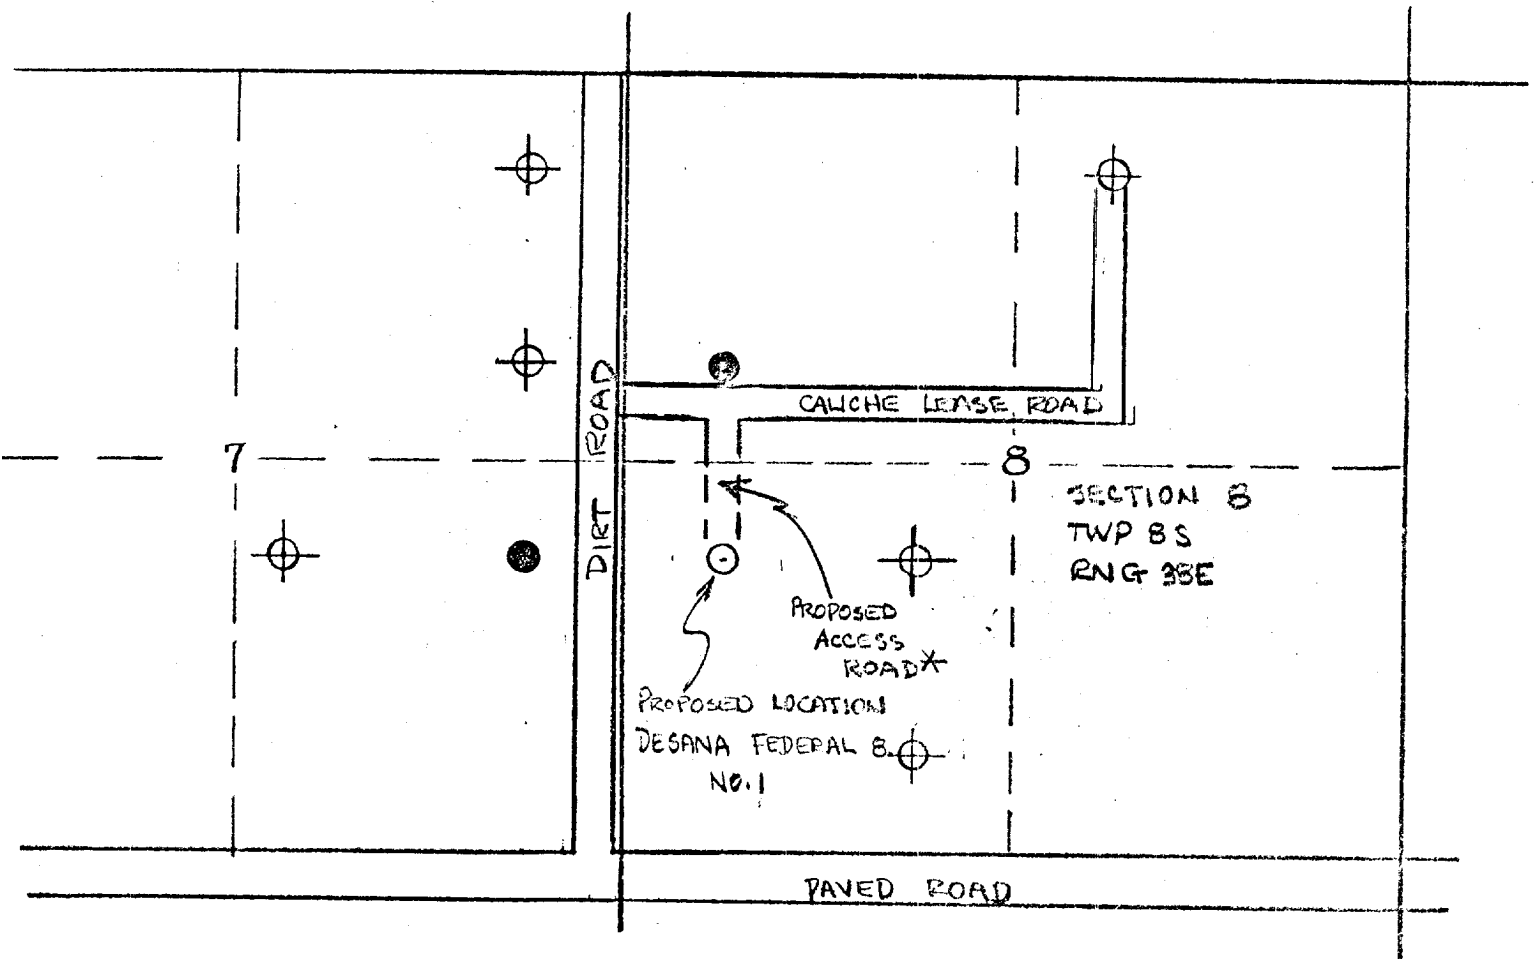 DIRT ROAD
CALICHE LEASE ROAD
7
8
SECTION 8
TWP 8S
RNG 38E
PROPOSED
ACCESS
ROAD*
PROPOSED LOCATION
DESANA FEDERAL 8
NO. 1
PAVED ROAD